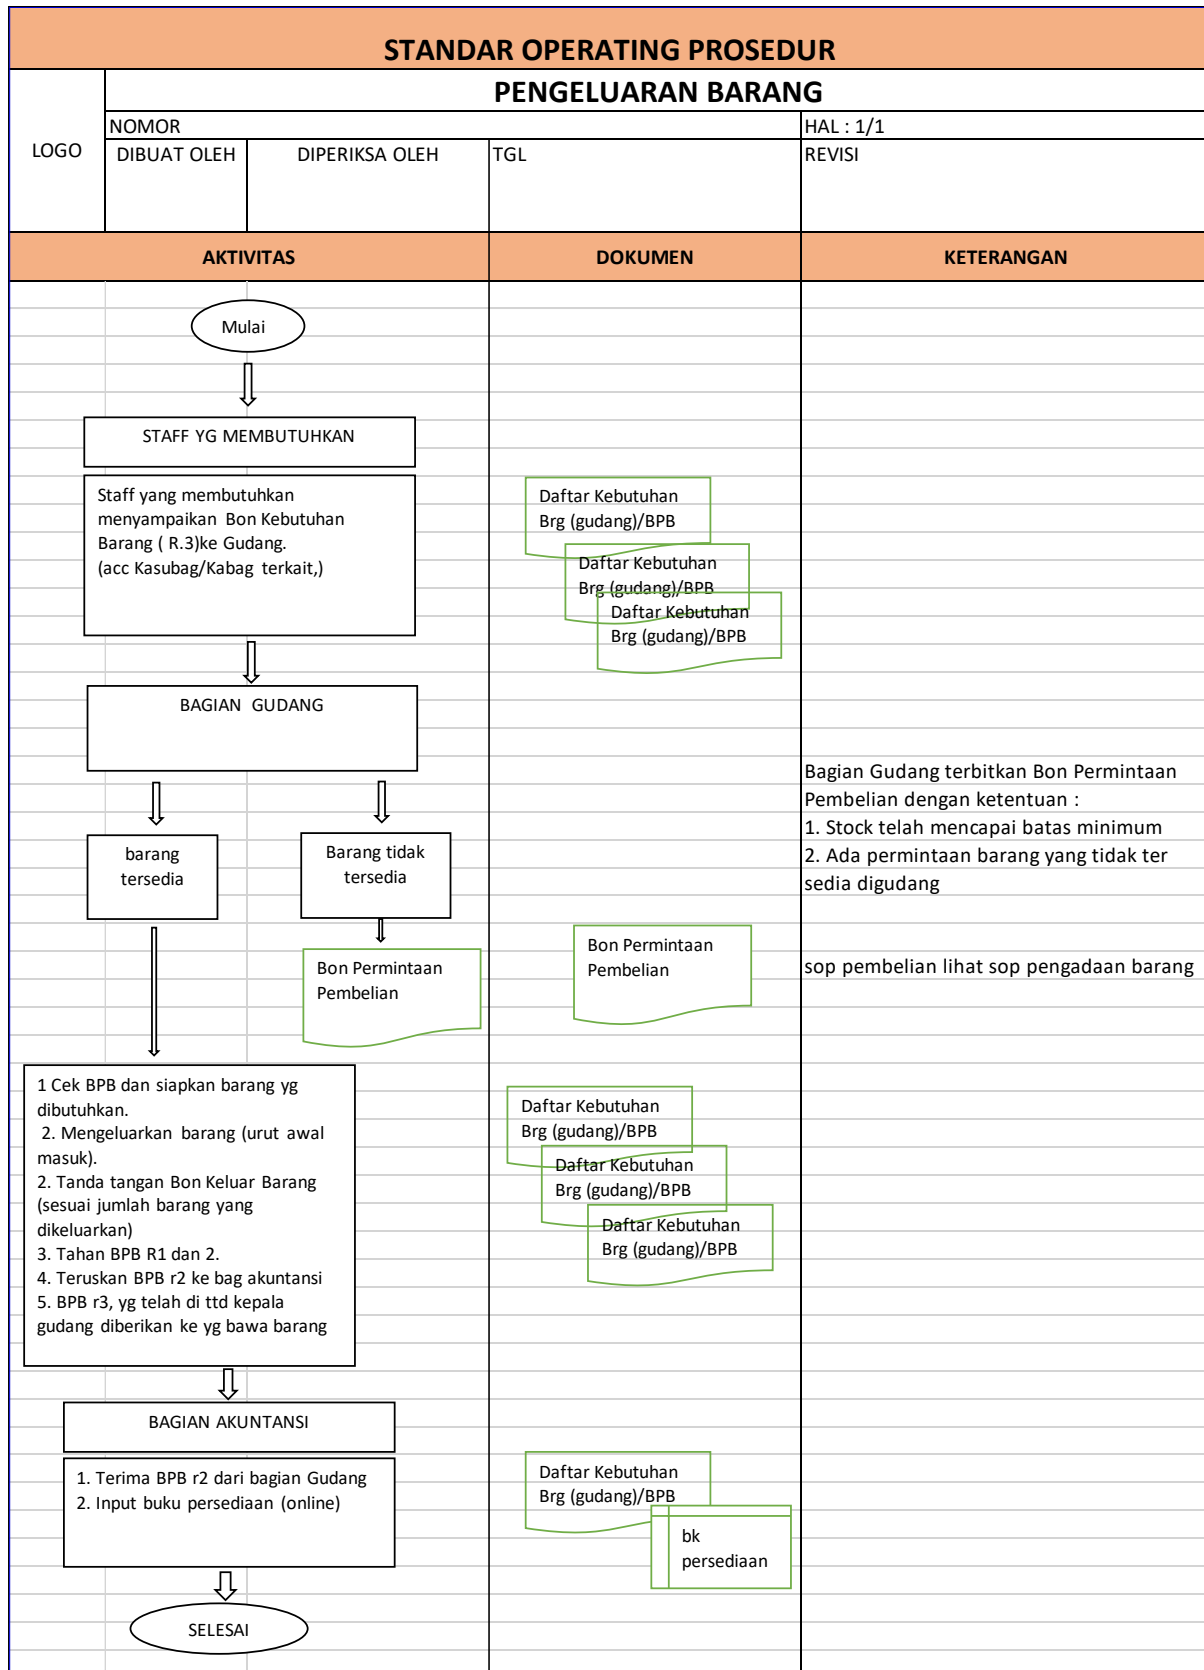 STANDAR OPERATING PROSEDUR
PENGELUARAN BARANG
LOGO
NOMOR
HAL : 1/1
DIBUAT OLEH
DIPERIKSA OLEH
TGL
REVISI
AKTIVITAS
DOKUMEN
KETERANGAN
Mulai
STAFF YG MEMBUTUHKAN
Staff yang membutuhkan
menyampaikan Bon Kebutuhan
Barang ( R.3)ke Gudang.
(acc Kasubag/Kabag terkait,)
Daftar Kebutuhan
Brg (gudang)/BPB
Daftar Kebutuhan
Brg (gudang)/BPB
Daftar Kebutuhan
Brg (gudang)/BPB
BAGIAN GUDANG
Bagian Gudang terbitkan Bon Permintaan
Pembelian dengan ketentuan :
1. Stock telah mencapai batas minimum
2. Ada permintaan barang yang tidak ter
sedia digudang
barang
tersedia
Barang tidak
tersedia
Bon Permintaan
Pembelian
Bon Permintaan
Pembelian
sop pembelian lihat sop pengadaan barang
1 Cek BPB dan siapkan barang yg
dibutuhkan.
2. Mengeluarkan barang (urut awal
masuk).
2. Tanda tangan Bon Keluar Barang
(sesuai jumlah barang yang
dikeluarkan)
3. Tahan BPB R1 dan 2.
4. Teruskan BPB r2 ke bag akuntansi
5. BPB r3, yg telah di ttd kepala
gudang diberikan ke yg bawa barang
Daftar Kebutuhan
Brg (gudang)/BPB
Daftar Kebutuhan
Brg (gudang)/BPB
Daftar Kebutuhan
Brg (gudang)/BPB
BAGIAN AKUNTANSI
1. Terima BPB r2 dari bagian Gudang
2. Input buku persediaan (online)
Daftar Kebutuhan
Brg (gudang)/BPB
bk
persediaan
SELESAI